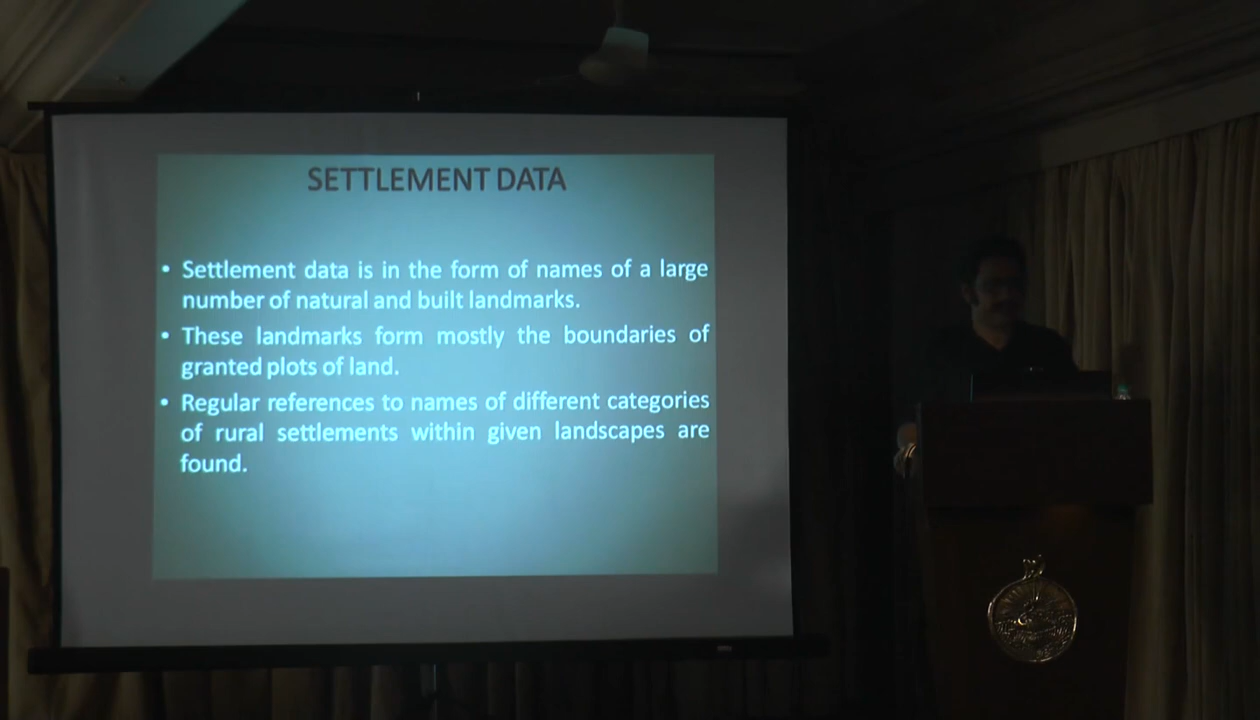 SETTLEMENT DATA
• Settlement data is in the form of names of a large
number of natural and built landmarks.
• These landmarks form mostly the boundaries of
granted plots of land.
• Regular references to names of different categories
of rural settlements within given landscapes are
found.